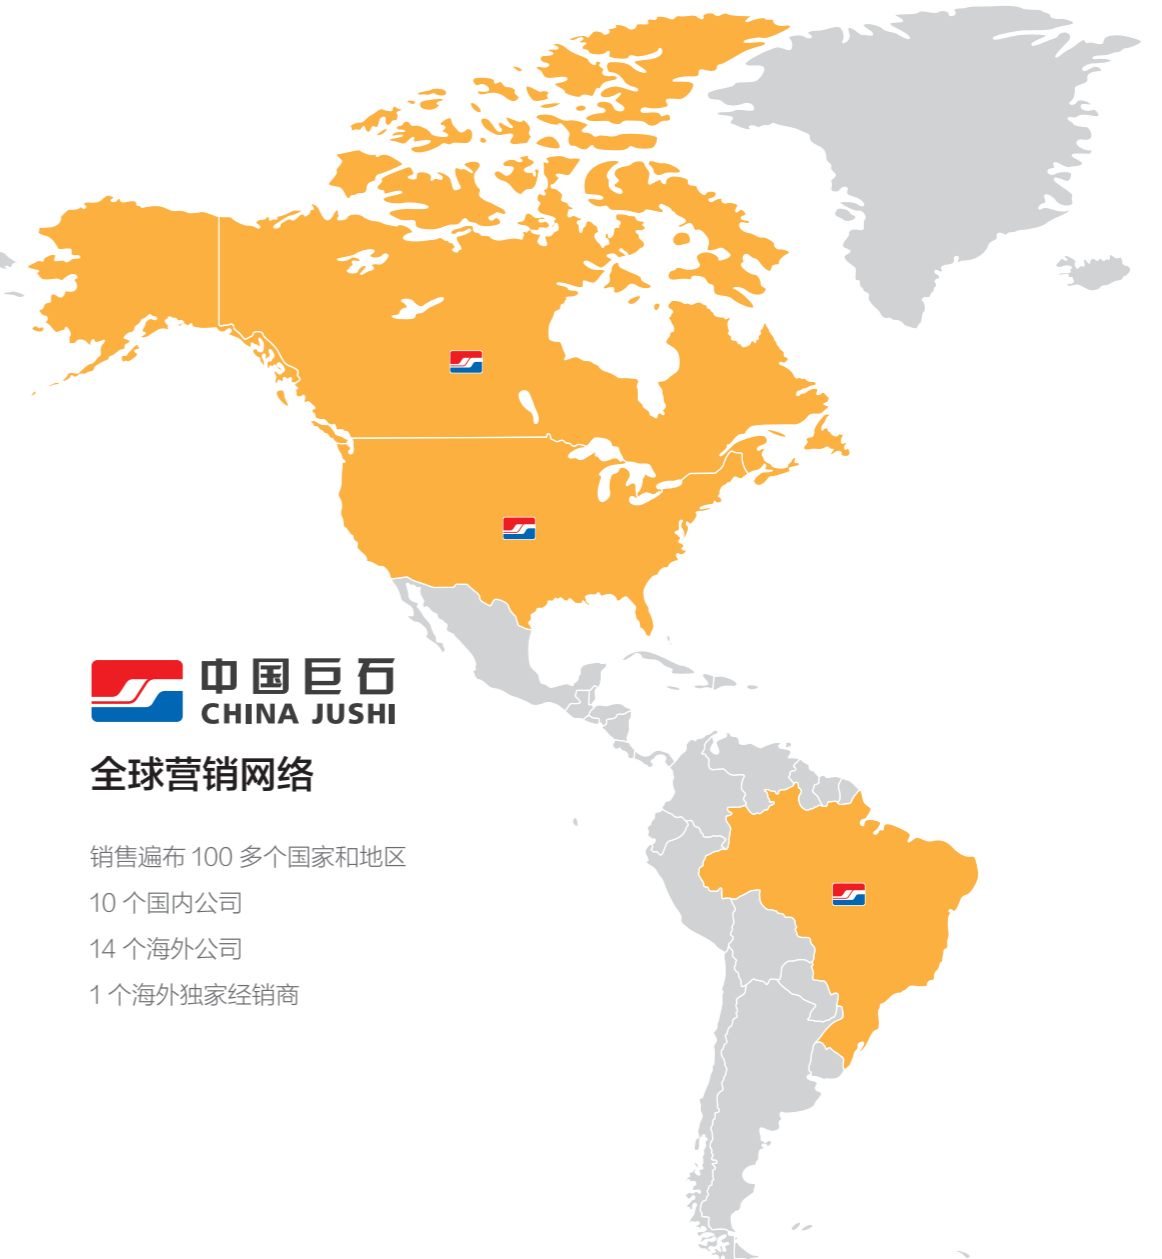 中国巨石
CHINA JUSHI
全球营销网络
销售遍布 100 多个国家和地区
10 个国内公司
14 个海外公司
1 个海外独家经销商